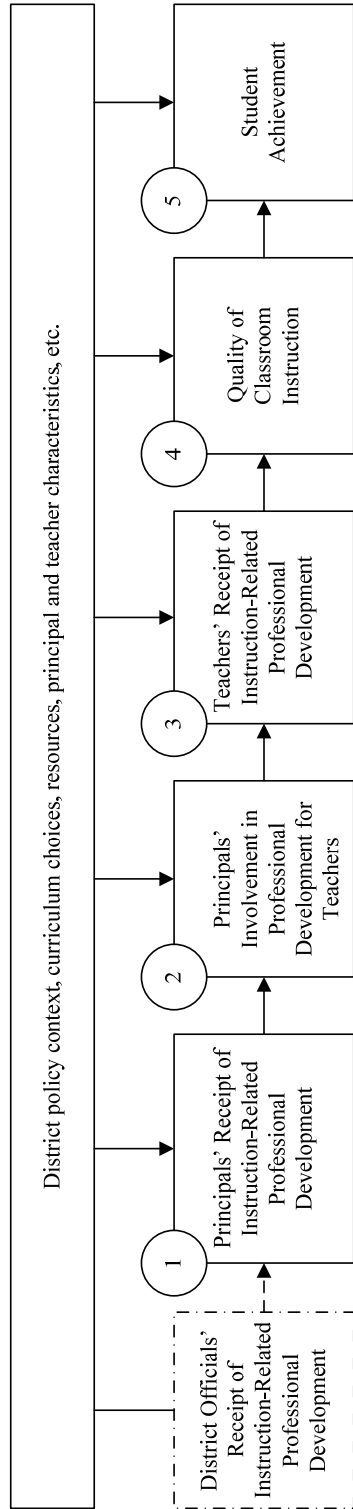 District policy context, curriculum choices, resources, principal and teacher characteristics, etc.
District Officials’
Receipt of
Instruction-Related
Professional
Development
1
Principals’ Receipt of
Instruction-Related
Professional
Development
2
Principals’
Involvement in
Professional
Development for
Teachers
3
Teachers’ Receipt of
Instruction-Related
Professional
Development
4
Quality of
Classroom
Instruction
5
Student
Achievement